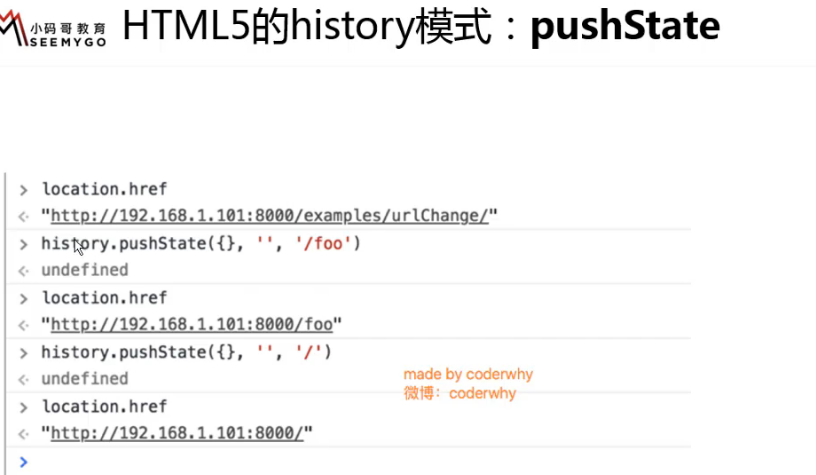 小码哥教育
SEEMYGO
HTML5的history模式：pushState
> location.href
<· "http://192.168.1.101:8000/examples/urlChange/"
> history.pushState({}, '', '/foo')
<· undefined
> location.href
<· "http://192.168.1.101:8000/foo"
> history.pushState({}, '', '/')
<· undefined
> location.href
<· "http://192.168.1.101:8000/"
>
made by coderwhy
微博：coderwhy